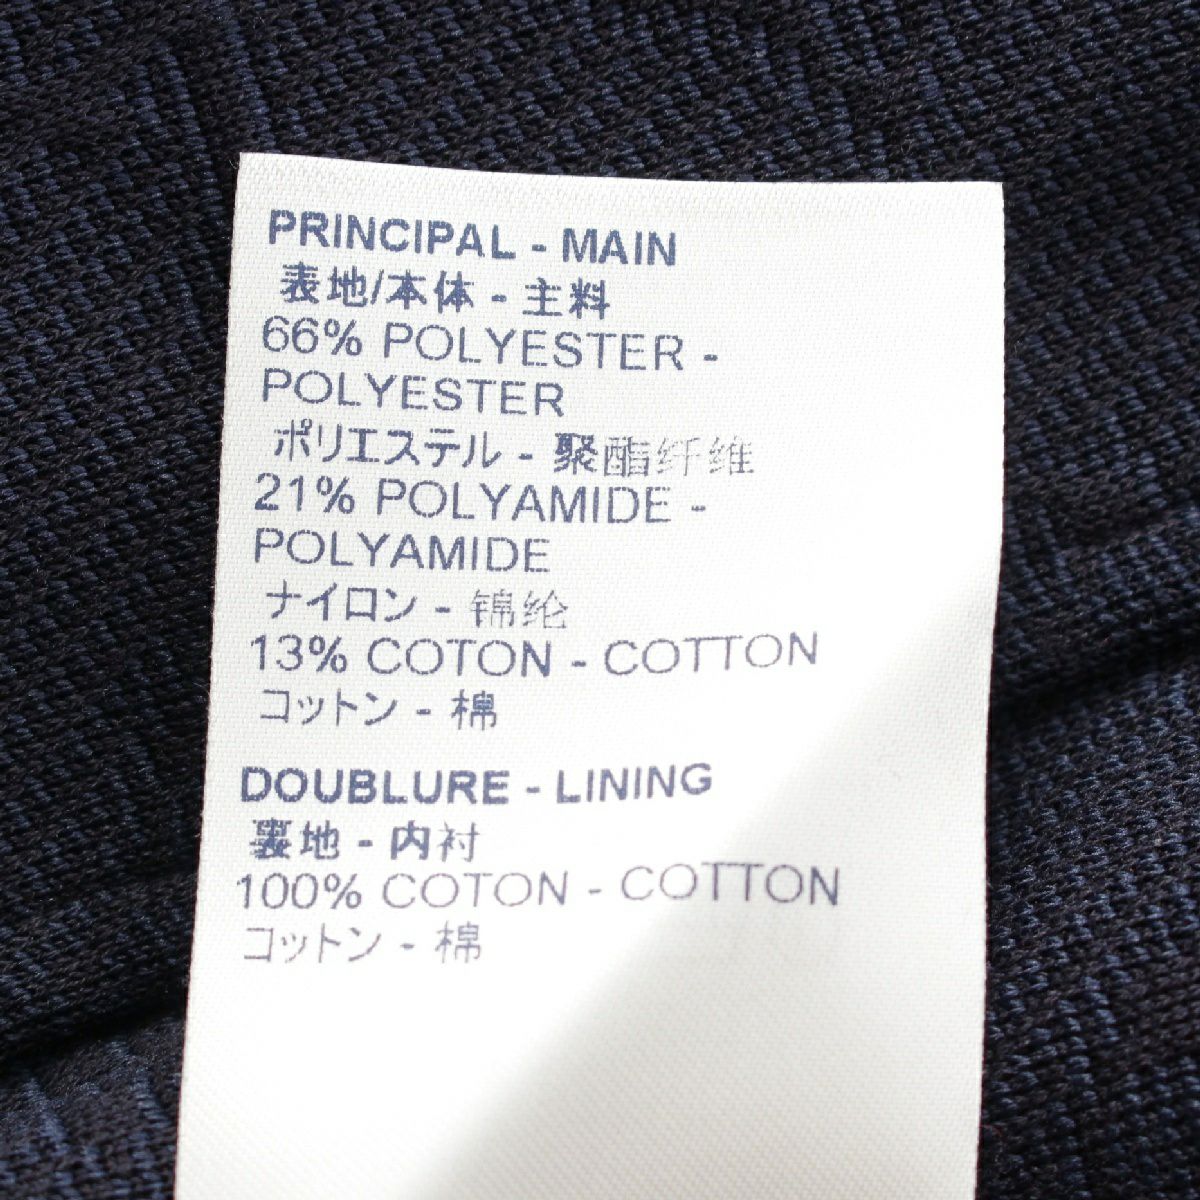 PRINCIPAL - MAIN
表地/本体 - 主料
66% POLYESTER -
POLYESTER
ポリエステル - 聚酯纤维
21% POLYAMIDE -
POLYAMIDE
ナイロン - 锦纶
13% COTON - COTTON
コットン - 棉
DOUBLURE - LINING
裏地 - 内衬
100% COTON - COTTON
コットン - 棉